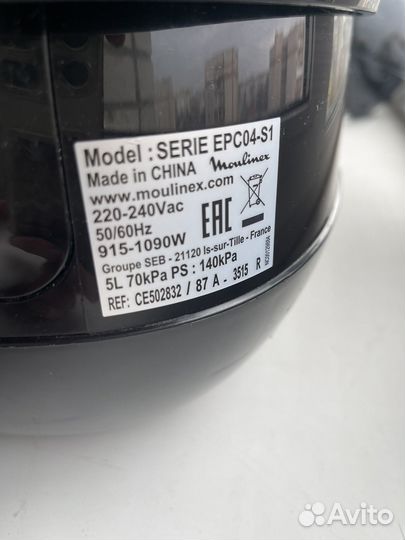 Model : SERIE EPC04-S1
Made in CHINA Moulinex
www.moulinex.com
220-240Vac
50/60Hz EAC
915-1090W
Groupe SEB - 21120 Is-sur-Tille - France
5L 70kPa PS : 140kPa
REF: CE502832 / 87 A - 3515 R
Avito